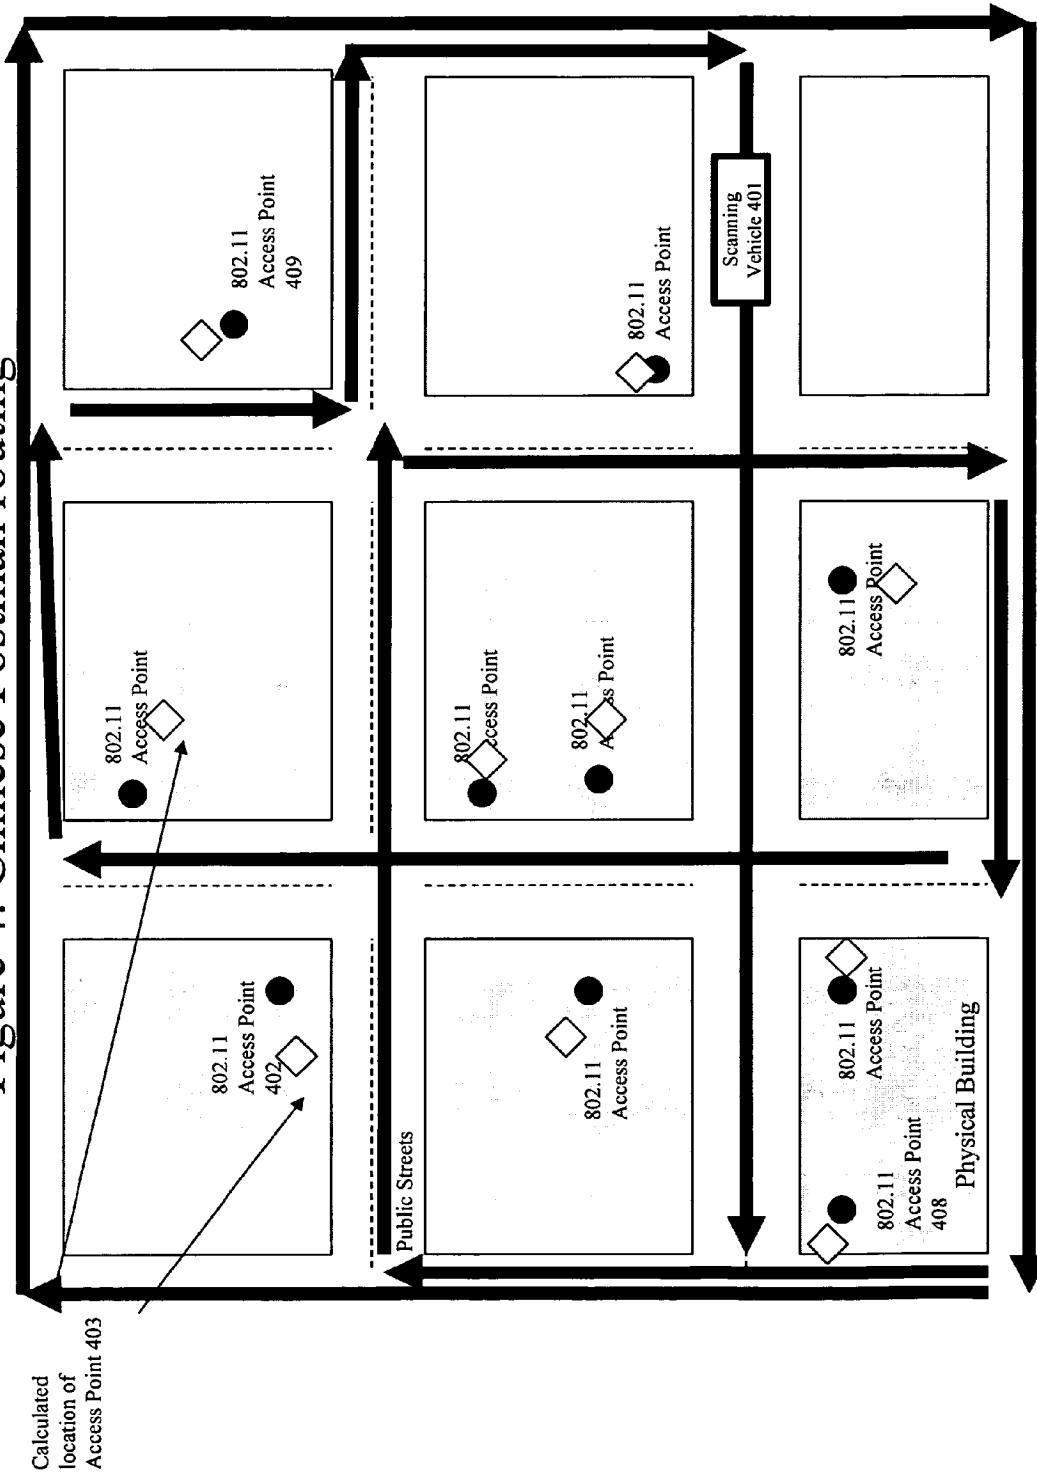 Figure 4: Chinese Postman routing
Calculated
location of
Access Point 403
802.11
Access Point
802.11
Access Point
402
802.11
Access Point
409
Public Streets
802.11
Access Point
802.11
Access Point
802.11
Access Point
802.11
Access Point
Scanning
Vehicle 401
802.11
Access Point
408
802.11
Access Point
802.11
Access Point
Physical Building